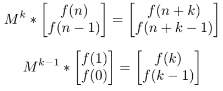 M^k * [f(n) f(n − 1)] = [f(n + k) f(n + k − 1)]
M^{k−1} * [f(1) f(0)] = [f(k) f(k − 1)]